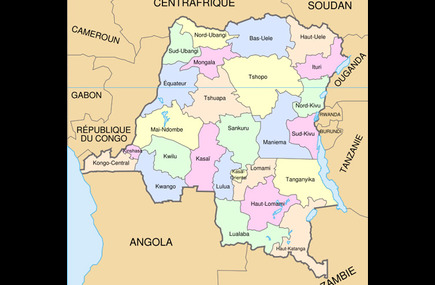 CENTRAFRIQUE
SOUDAN
CAMEROUN
Nord-Ubangi
Bas-Uele
Haut-Uele
Sud-Ubangi
Mongala
Ituri
OUGANDA
Tshopo
Équateur
GABON
Tshuapa
Nord-Kivu
RWANDA
RÉPUBLIQUE
DU CONGO
Mai-Ndombe
Sankuru
Sud-Kivu
BURUNDI
Maniema
TANZANIE
Kinshasa
Kongo-Central
Kwilu
Kasaï
Lomami
Kasaï
Oriental
Tanganyika
Kwango
Lulua
Haut-Lomami
ANGOLA
Lualaba
Haut-Katanga
ZAMBIE